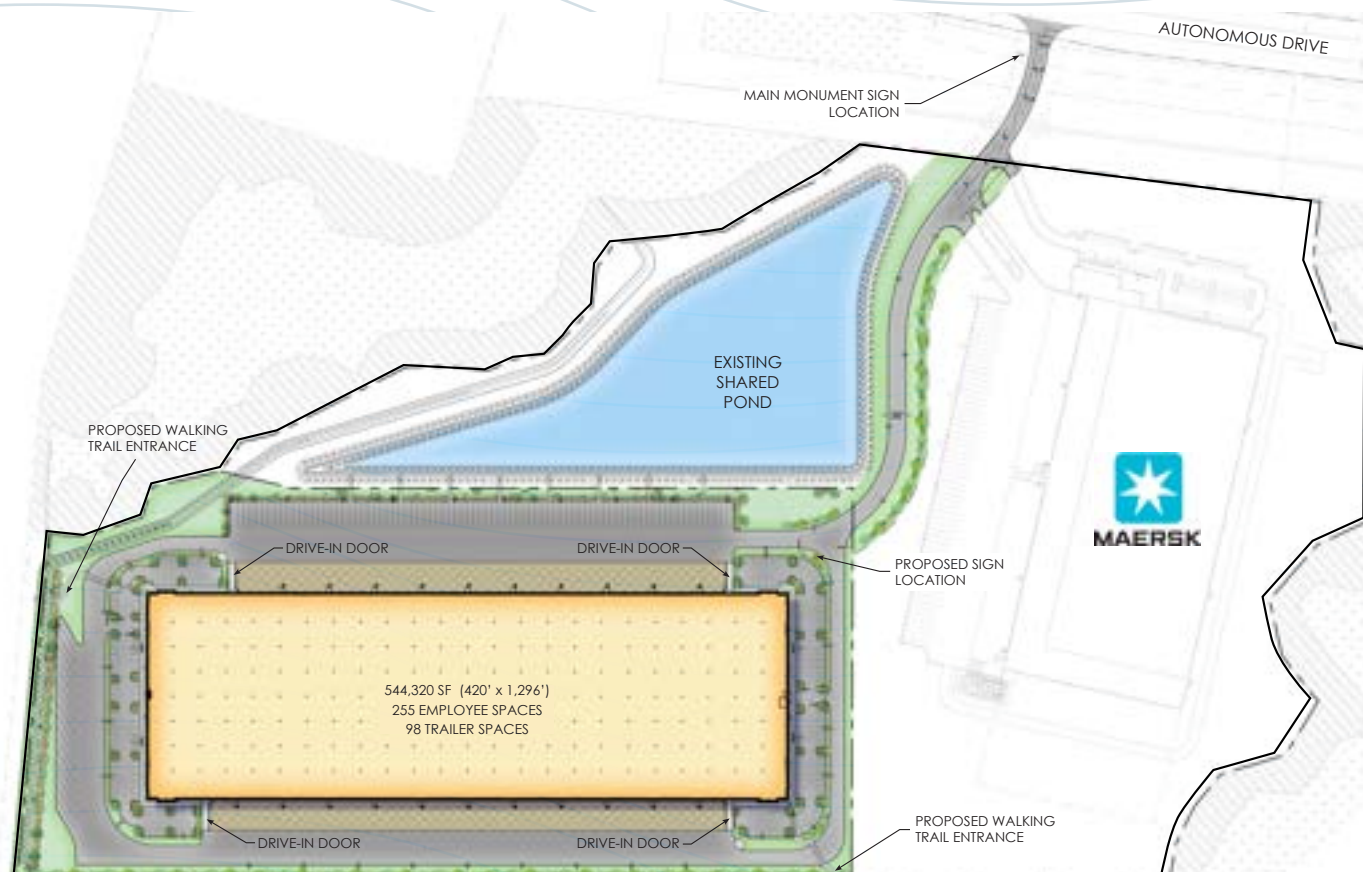 AUTONOMOUS DRIVE
MAIN MONUMENT SIGN
LOCATION
EXISTING
SHARED
POND
PROPOSED WALKING
TRAIL ENTRANCE
MAERSK
DRIVE-IN DOOR
DRIVE-IN DOOR
PROPOSED SIGN
LOCATION
544,320 SF (420' x 1,296')
255 EMPLOYEE SPACES
98 TRAILER SPACES
DRIVE-IN DOOR
DRIVE-IN DOOR
PROPOSED WALKING
TRAIL ENTRANCE